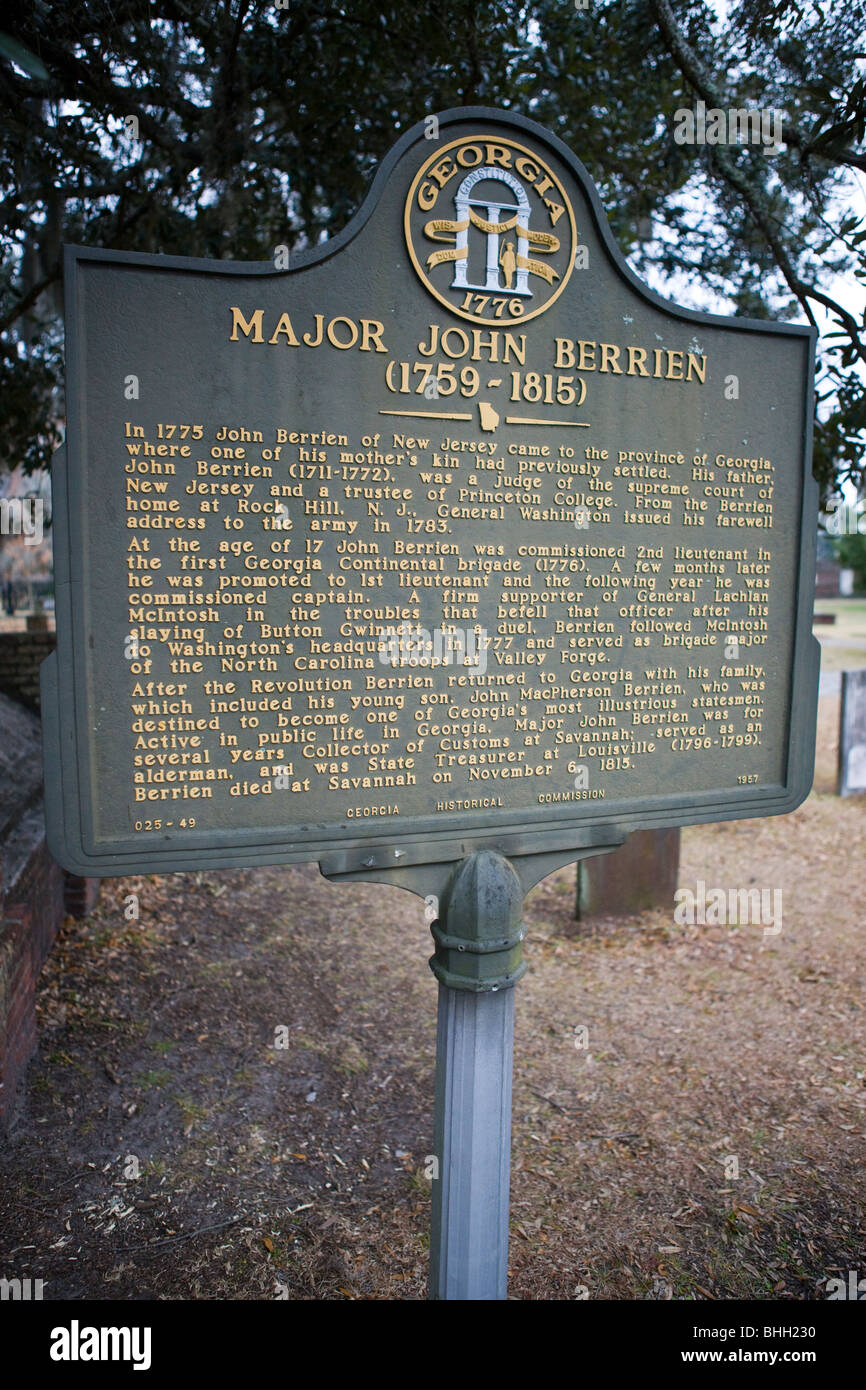 GEORGIA
CONSTITUTION
WISDOM JUSTICE MODERATION
1776
MAJOR JOHN BERRIEN
(1759-1815)
In 1775 John Berrien of New Jersey came to the province of Georgia,
where one of his mother's kin had previously settled. His father,
John Berrien (1711-1772), was a judge of the supreme court of
New Jersey and a trustee of Princeton College. From the Berrien
home at Rock Hill, N. J., General Washington issued his farewell
address to the army in 1783.
At the age of 17 John Berrien was commissioned 2nd lieutenant in
the first Georgia Continental brigade (1776). A few months later
he was promoted to 1st lieutenant and the following year he was
commissioned captain. A firm supporter of General Lachlan
McIntosh in the troubles that befell that officer after his
slaying of Button Gwinnett in a duel, Berrien followed McIntosh
to Washington's headquarters in 1777 and served as brigade major
of the North Carolina troops at Valley Forge.
After the Revolution Berrien returned to Georgia with his family,
which included his young son, John MacPherson Berrien, who was
destined to become one of Georgia's most illustrious statesmen.
Active in public life in Georgia, Major John Berrien was for
several years Collector of Customs at Savannah; served as an
alderman, and was State Treasurer at Louisville (1796-1799).
Berrien died at Savannah on November 6, 1815.
025-49 GEORGIA HISTORICAL COMMISSION 1957
alamy
alamy stock photo
BHH230
www.alamy.com